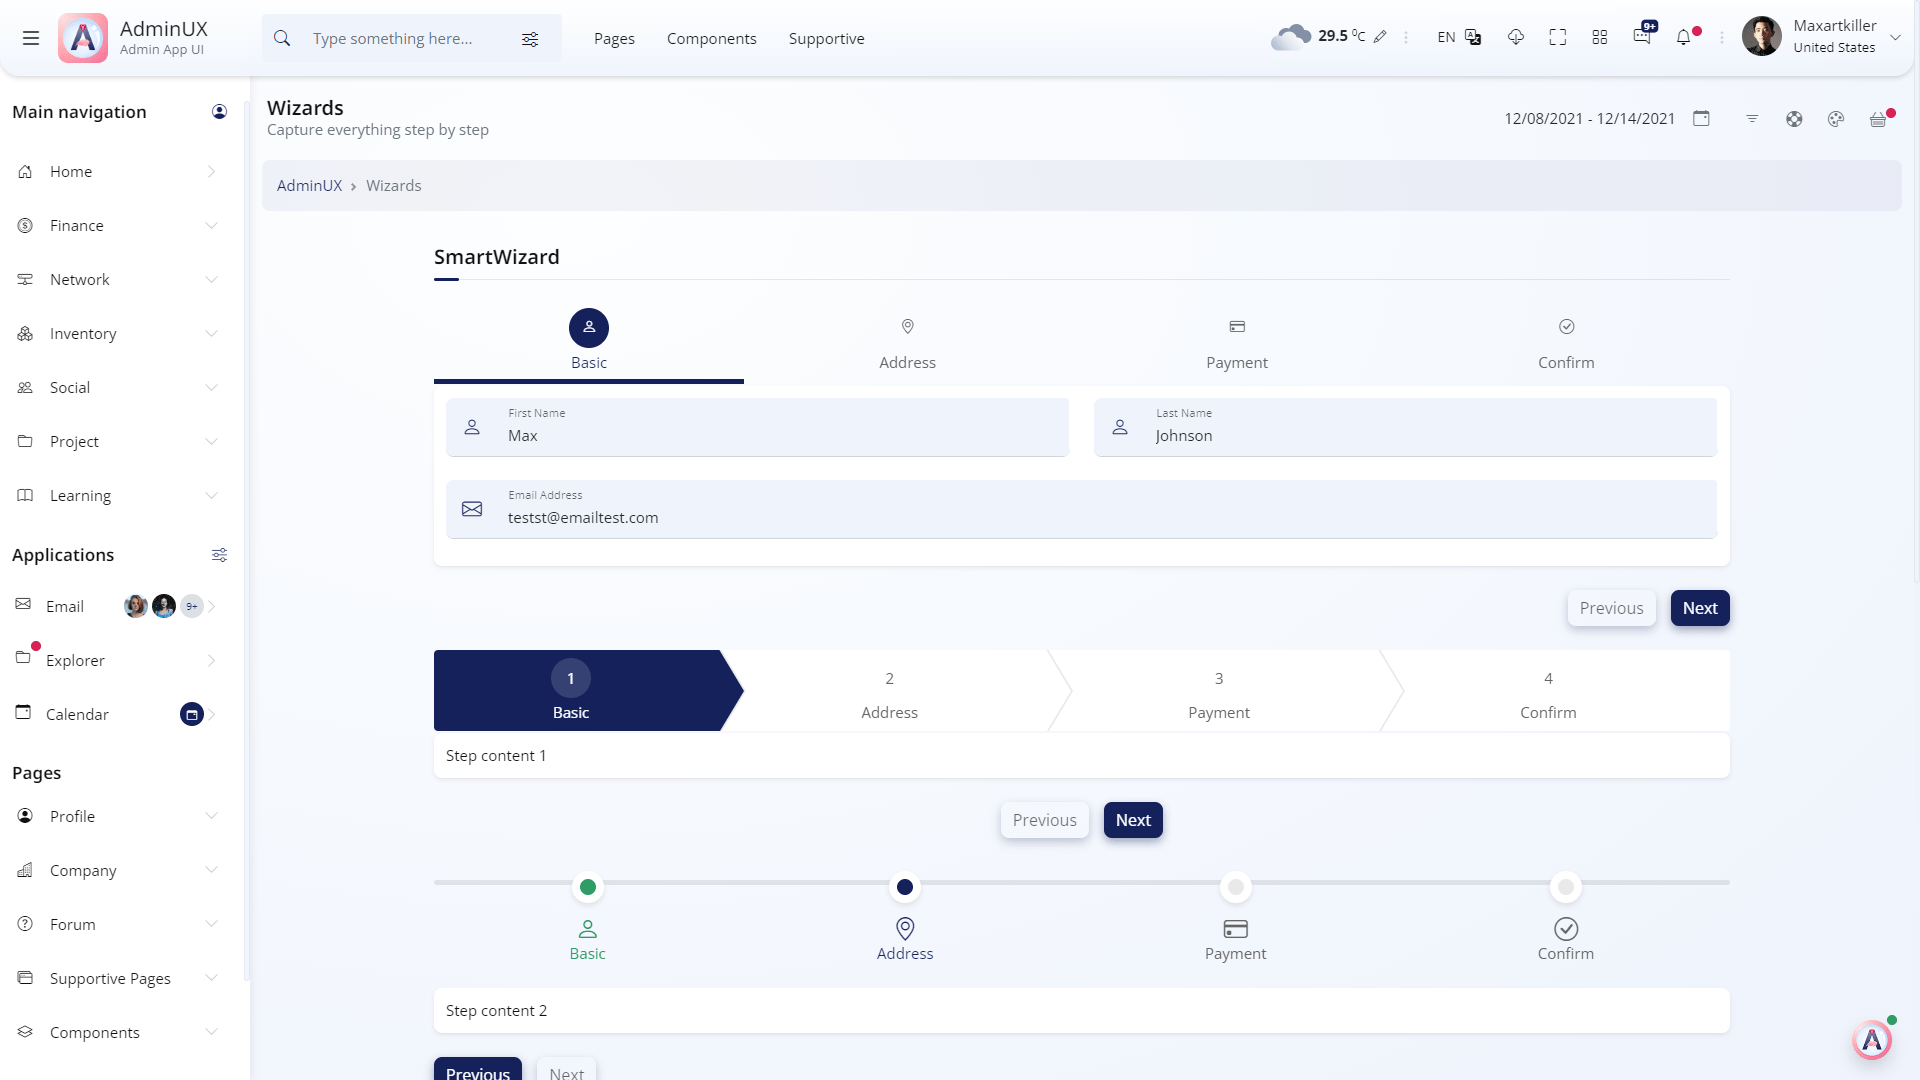 AdminUX
Admin App UI
Type something here...
Pages
Components
Supportive
29.5 °C
EN
9+
Maxartkiller
United States
Main navigation
Home
Finance
Network
Inventory
Social
Project
Learning
Applications
Email
9+
Explorer
Calendar
Pages
Profile
Company
Forum
Supportive Pages
Components
Wizards
Capture everything step by step
12/08/2021 - 12/14/2021
AdminUX › Wizards
SmartWizard
Basic
Address
Payment
Confirm
First Name
Max
Last Name
Johnson
Email Address
testst@emailtest.com
Previous
Next
1
Basic
2
Address
3
Payment
4
Confirm
Step content 1
Previous
Next
Basic
Address
Payment
Confirm
Step content 2
Previous
Next